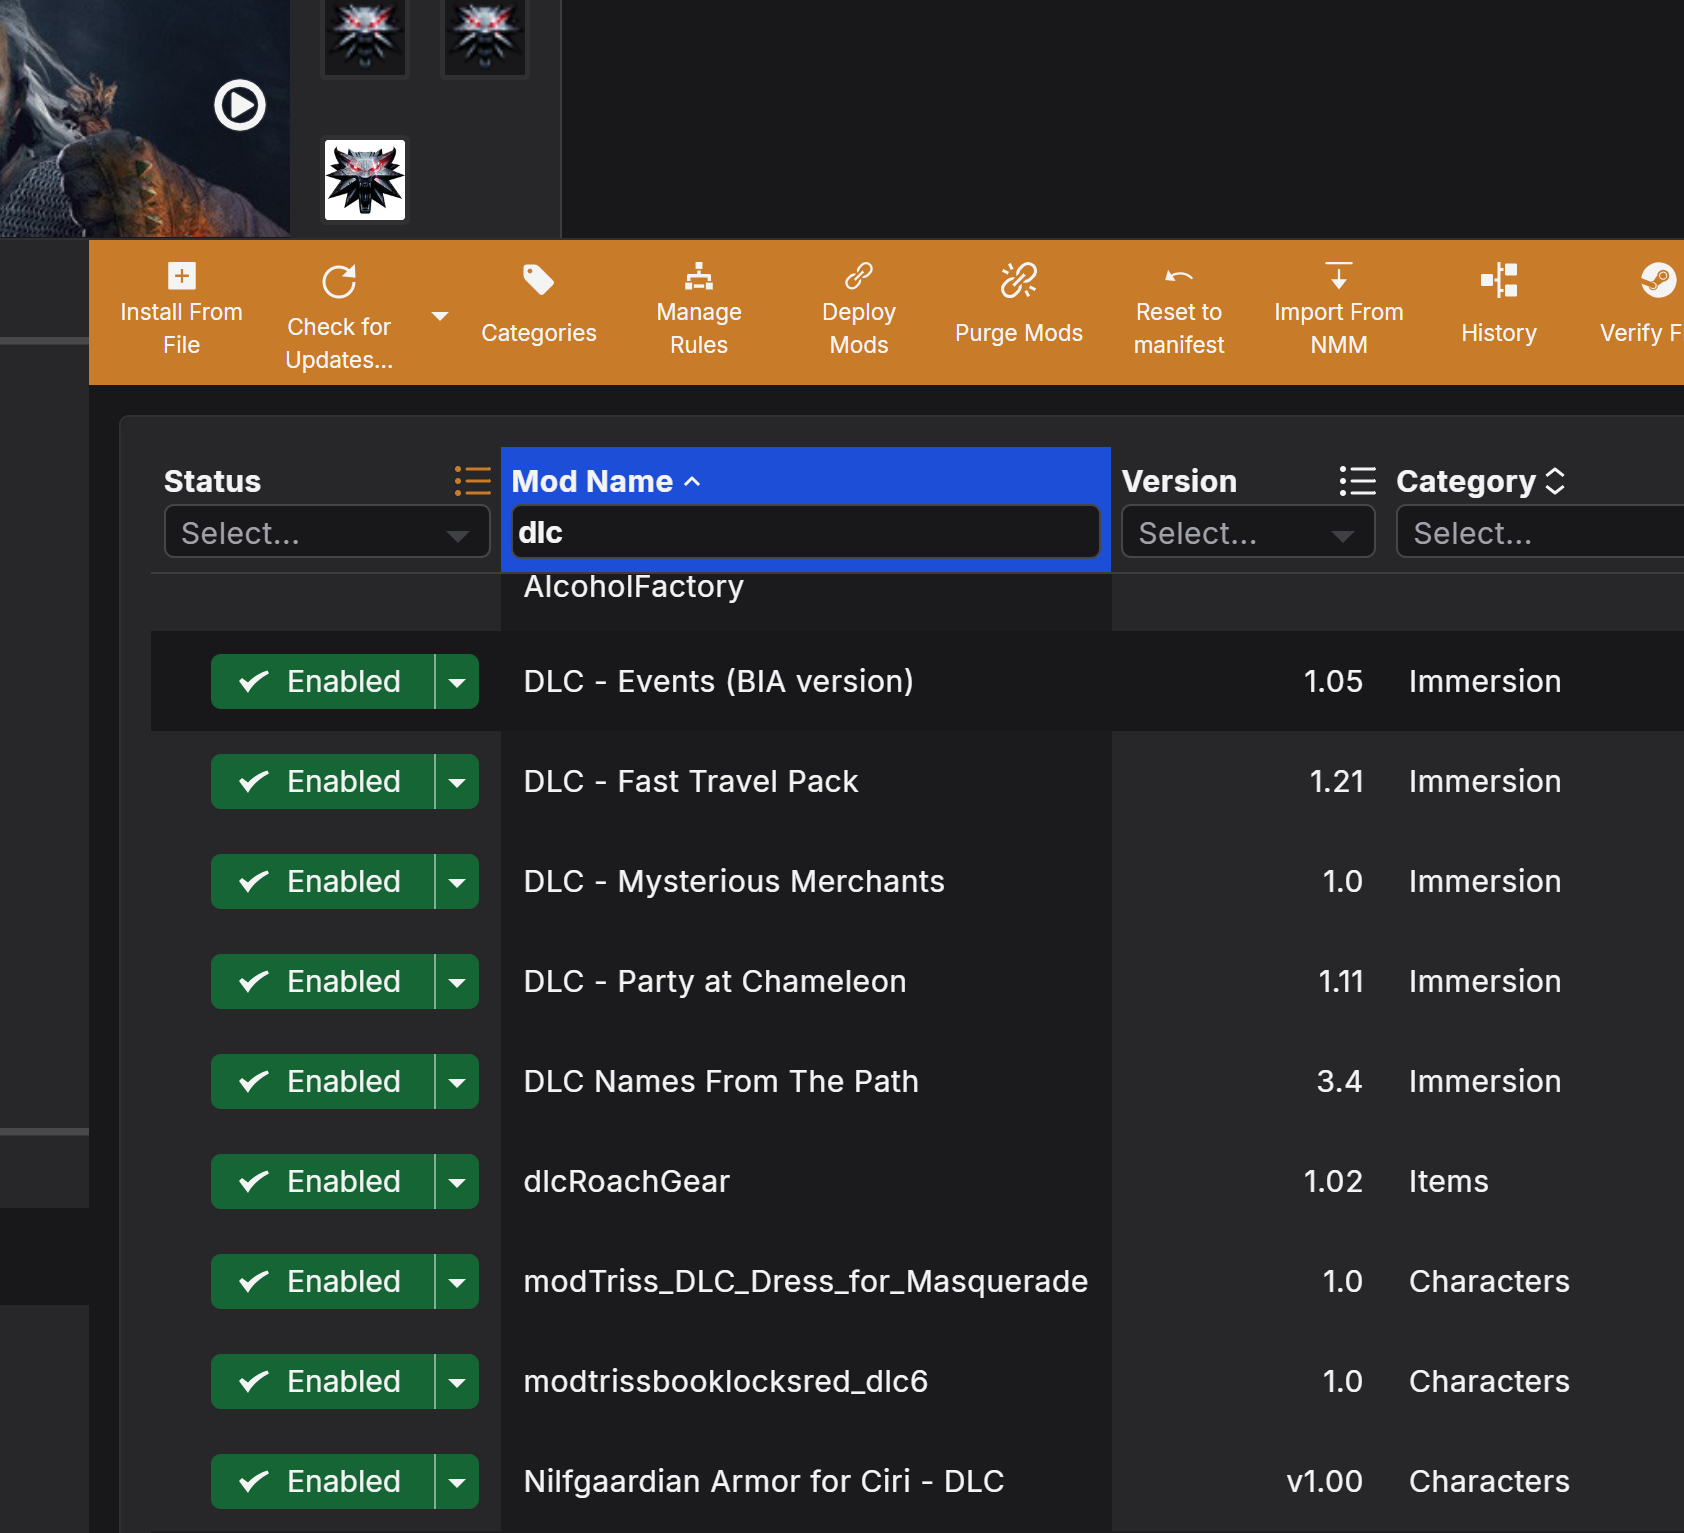 Install From
File
Check for
Updates...
Categories
Manage
Rules
Deploy
Mods
Purge Mods
Reset to
manifest
Import From
NMM
History
Verify
Status
Mod Name
Version
Category
Select...
dlc
Select...
Select...
AlcoholFactory
Enabled DLC - Events (BIA version) 1.05 Immersion
Enabled DLC - Fast Travel Pack 1.21 Immersion
Enabled DLC - Mysterious Merchants 1.0 Immersion
Enabled DLC - Party at Chameleon 1.11 Immersion
Enabled DLC Names From The Path 3.4 Immersion
Enabled dlcRoachGear 1.02 Items
Enabled modTriss_DLC_Dress_for_Masquerade 1.0 Characters
Enabled modtrissbooklocksred_dlc6 1.0 Characters
Enabled Nilfgaardian Armor for Ciri - DLC v1.00 Characters